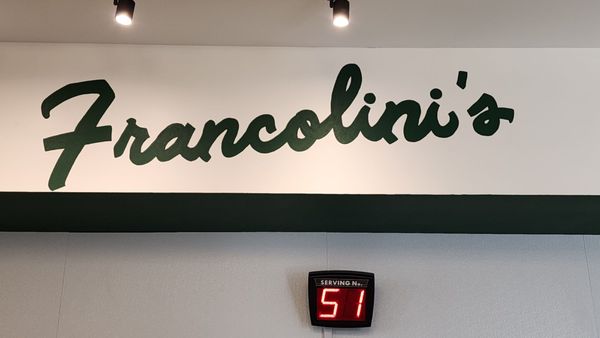 Francolini's
SERVING No.
51